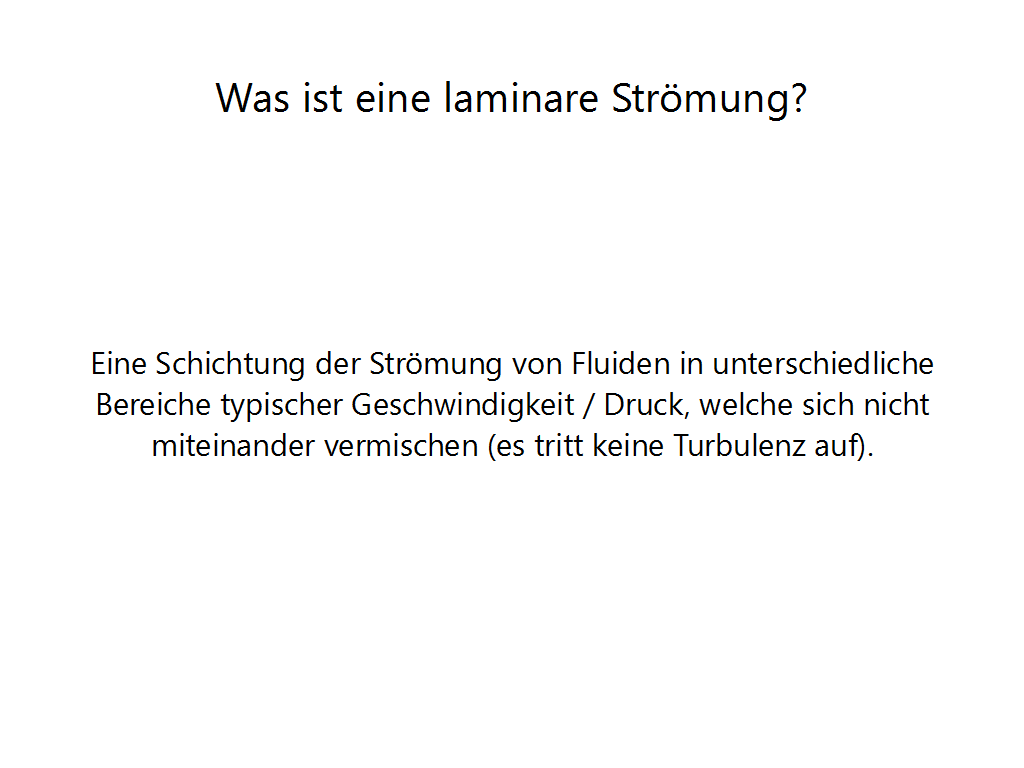 Was ist eine laminare Strömung?
Eine Schichtung der Strömung von Fluiden in unterschiedliche
Bereiche typischer Geschwindigkeit / Druck, welche sich nicht
miteinander vermischen (es tritt keine Turbulenz auf).